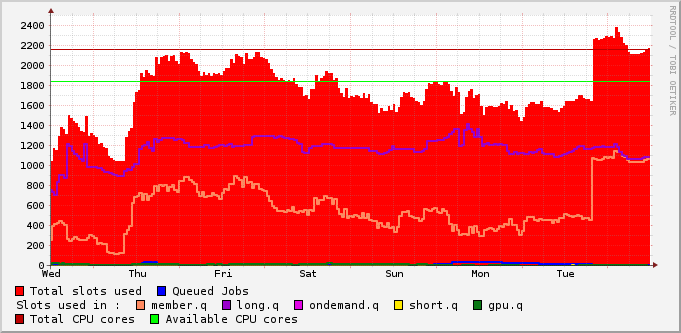 RRDTOOL / TOBI OETIKER
2400
2200
2000
1800
1600
1400
1200
1000
800
600
400
200
0
Wed Thu Fri Sat Sun Mon Tue
Total slots used Queued Jobs
Slots used in : member.q long.q ondemand.q short.q gpu.q
Total CPU cores Available CPU cores